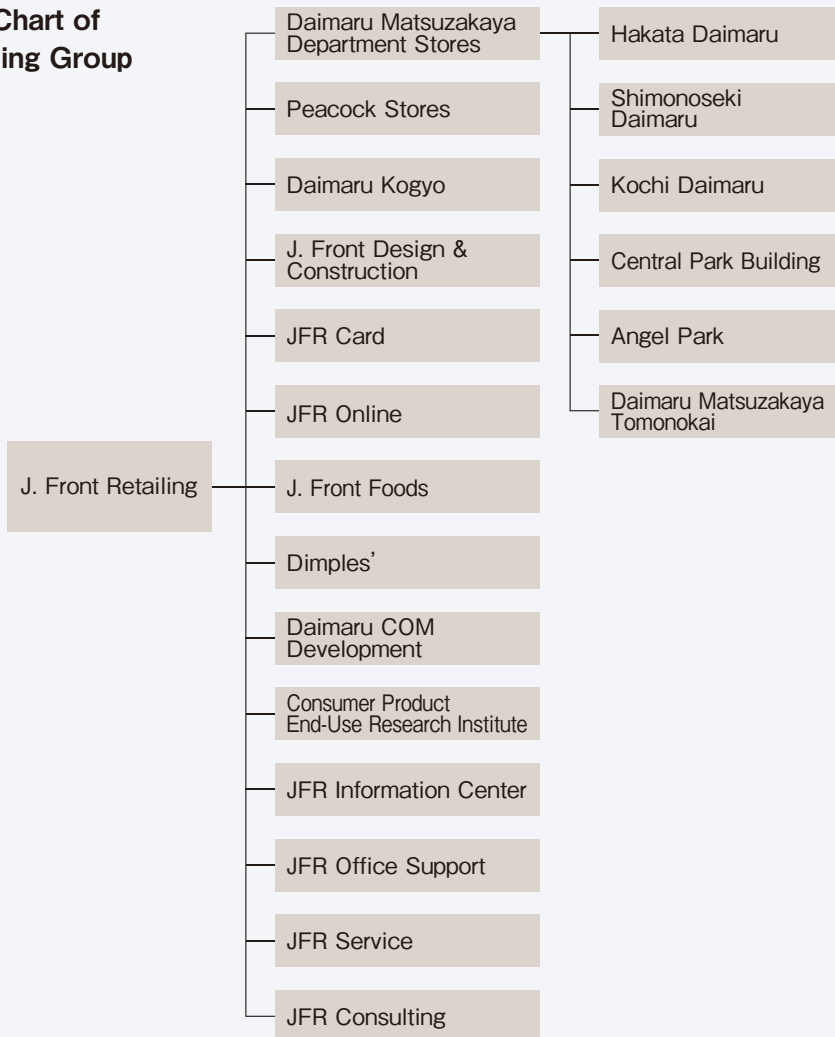 Chart of
ing Group
J. Front Retailing
Daimaru Matsuzakaya
Department Stores
Peacock Stores
Daimaru Kogyo
J. Front Design &
Construction
JFR Card
JFR Online
J. Front Foods
Dimples’
Daimaru COM
Development
Consumer Product
End-Use Research Institute
JFR Information Center
JFR Office Support
JFR Service
JFR Consulting
Hakata Daimaru
Shimonoseki
Daimaru
Kochi Daimaru
Central Park Building
Angel Park
Daimaru Matsuzakaya
Tomonokai